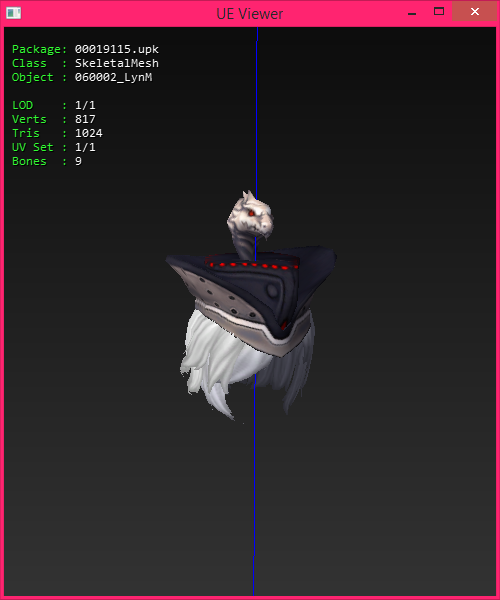 UE Viewer
Package: 00019115.upk
Class : SkeletalMesh
Object : 060002_LynM
LOD : 1/1
Verts : 817
Tris : 1024
UV Set : 1/1
Bones : 9